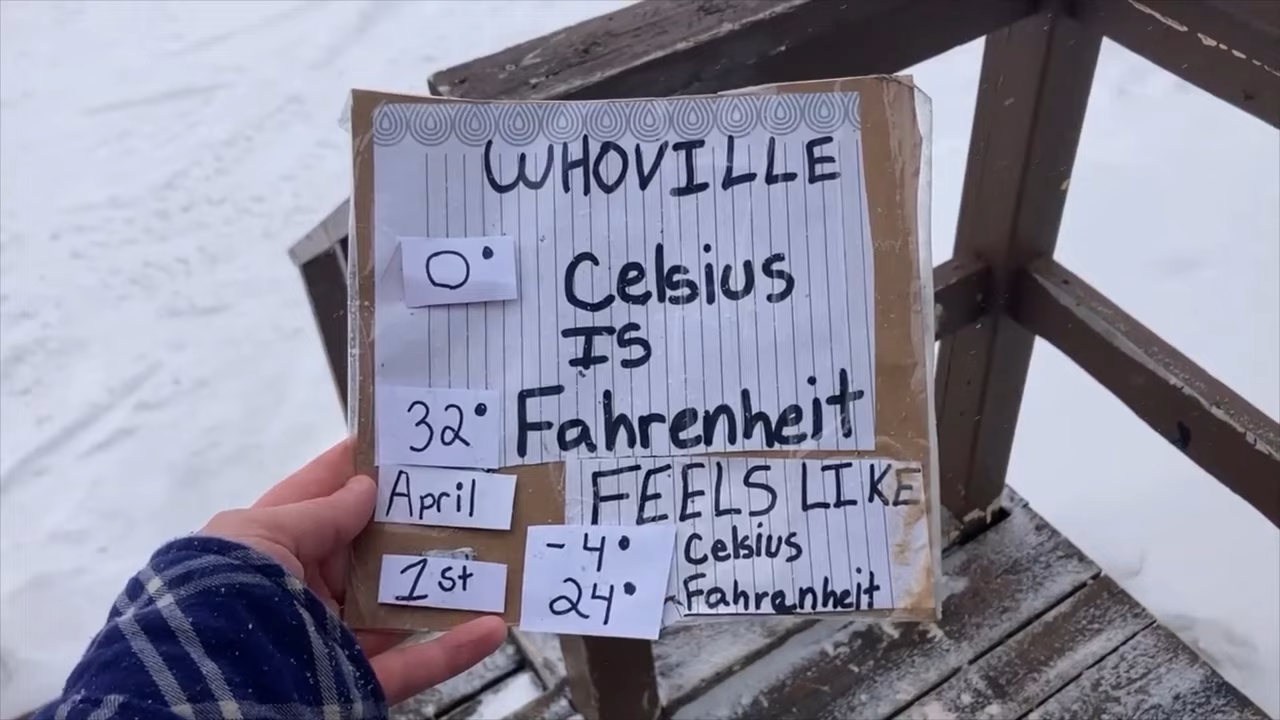 WHOVILLE
0° Celsius
IS
32° Fahrenheit
April
1st
FEELS LIKE
-4° Celsius
24° Fahrenheit